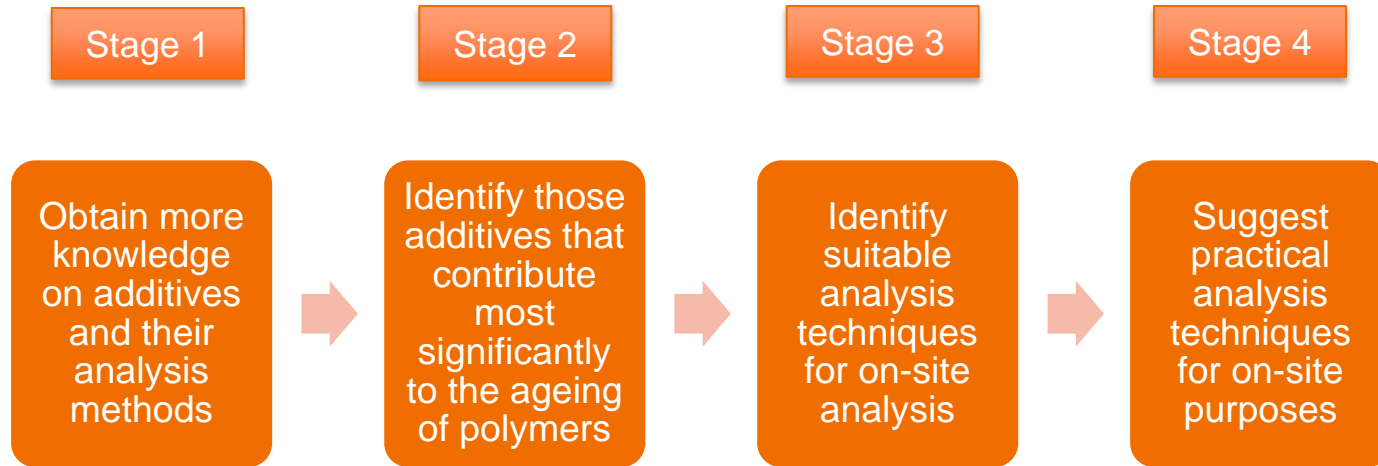 Stage 1
Stage 2
Stage 3
Stage 4
Obtain more
knowledge
on additives
and their
analysis
methods
Identify those
additives that
contribute
most
significantly
to the ageing
of polymers
Identify
suitable
analysis
techniques
for on-site
analysis
Suggest
practical
analysis
techniques
for on-site
purposes